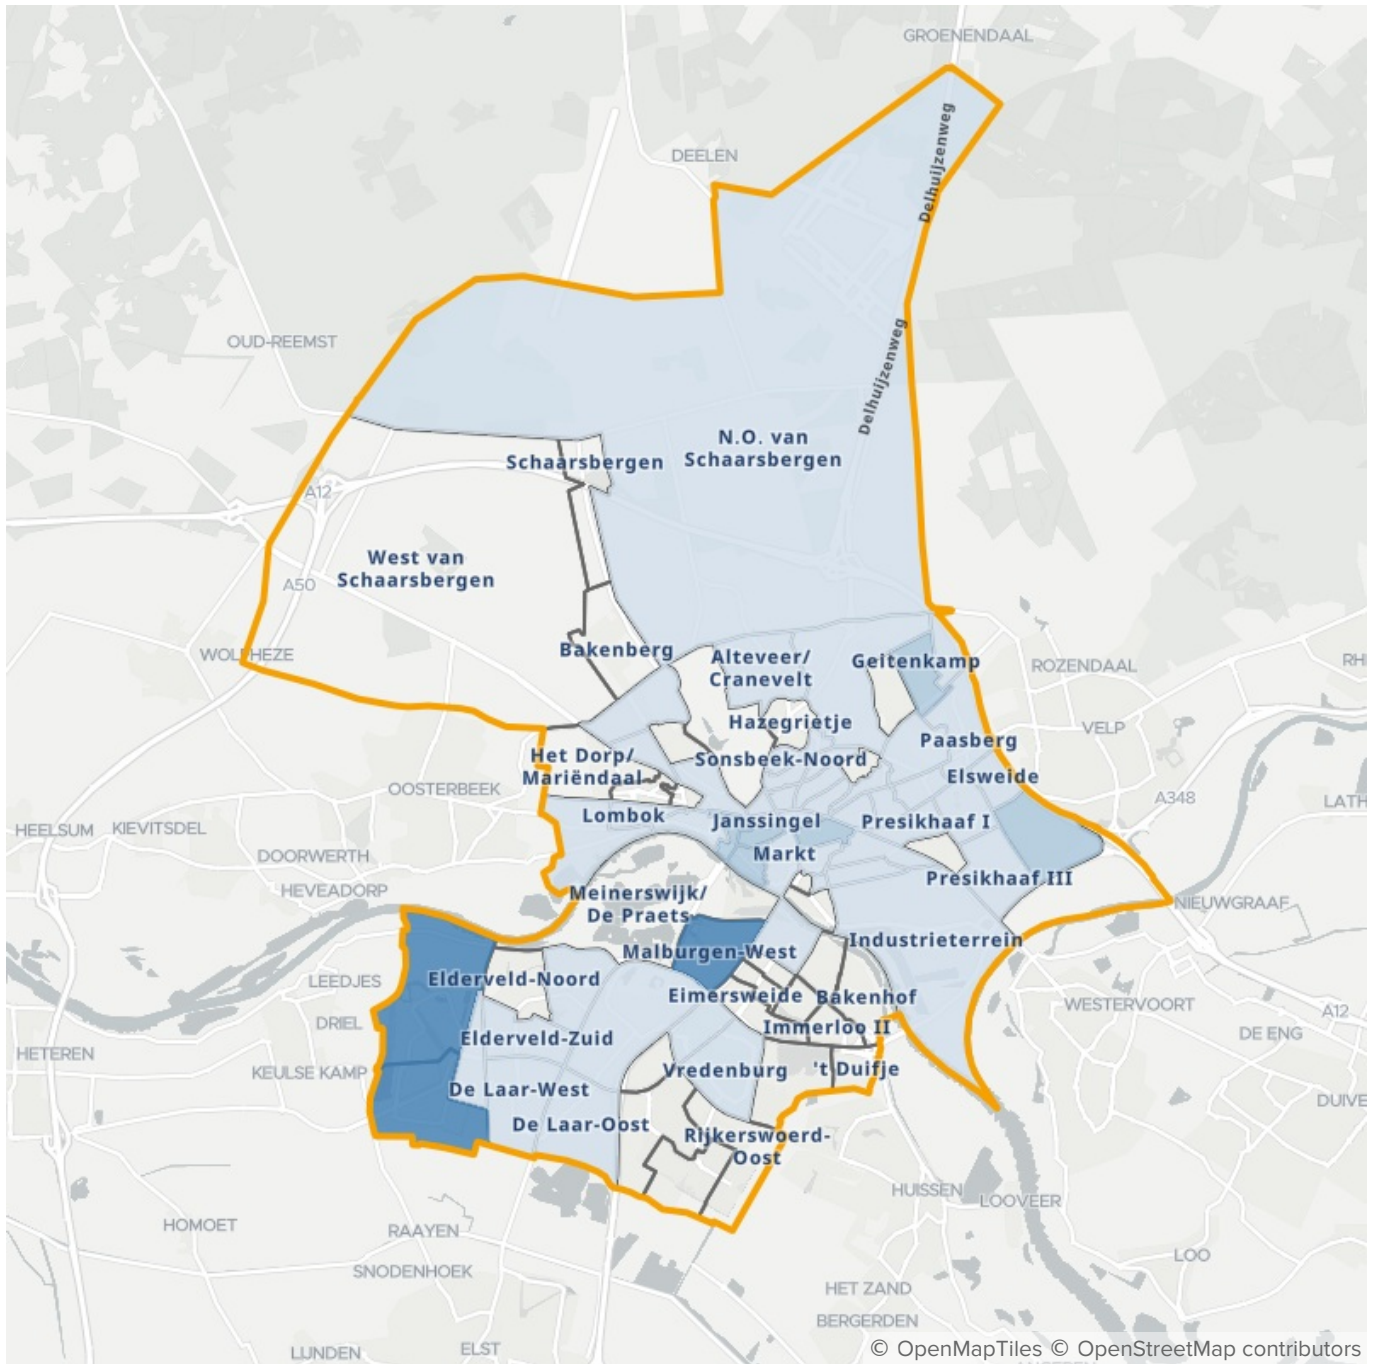 GROENENDAAL
Delhuijzenweg
DEELEN
OUD-REEMST
Delhuijzenweg
N.O. van
Schaarsbergen
Schaarsbergen
A12
West van
Schaarsbergen
A50
WOLFHEZE
Bakenberg
Alteveer/
Cranevelt
Geitenkamp
ROZENDAAL
RH
Hazegrietje
VELP
Paasberg
Het Dorp/
Mariëndaal
Sonsbeek-Noord
Elsweide
OOSTERBEEK
A348
LATH
Lombok
Janssingel
Presikhaaf I
HEELSUM
KIEVITSDEL
DOORWERTH
Markt
Presikhaaf III
HEVEADORP
Meinerswijk/
De Praets
NIEUWGRAAF
Malburgen-West
Industrieterrein
LEEDJES
Elderveld-Noord
Eimersweide
Bakenhof
WESTERVOORT
A12
DRIEL
Immerloo II
DE ENG
Elderveld-Zuid
HETEREN
KEULSE KAMP
Vredenburg
't Duifje
De Laar-West
DUIVE
De Laar-Oost
Rijkerswoerd-
Oost
HUISSEN
LOOVEER
HOMOET
RAAYEN
LOO
SNODENHOEK
HET ZAND
BERGERDEN
LIJNDEN
ELST
© OpenMapTiles © OpenStreetMap contributors